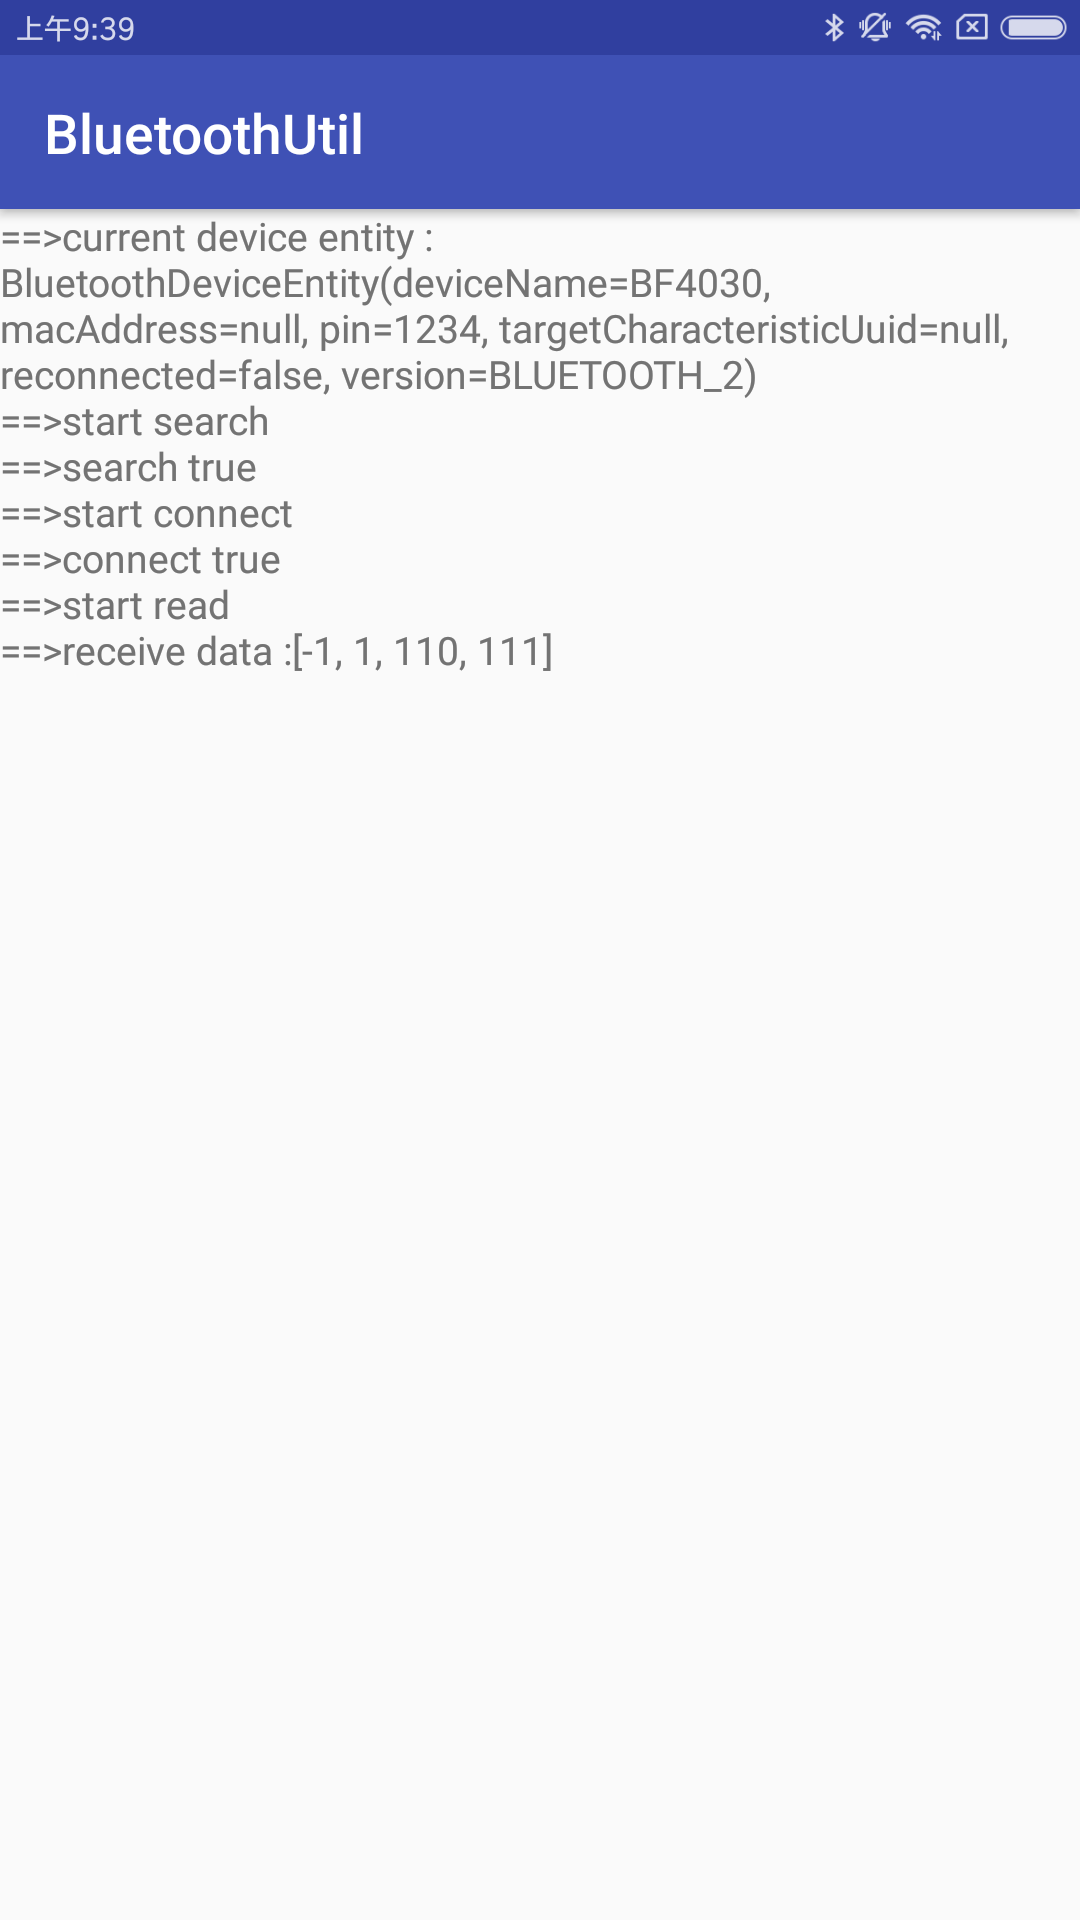 上午9:39
BluetoothUtil
==>current device entity :
BluetoothDeviceEntity(deviceName=BF4030,
macAddress=null, pin=1234, targetCharacteristicUuid=null,
reconnected=false, version=BLUETOOTH_2)
==>start search
==>search true
==>start connect
==>connect true
==>start read
==>receive data :[-1, 1, 110, 111]